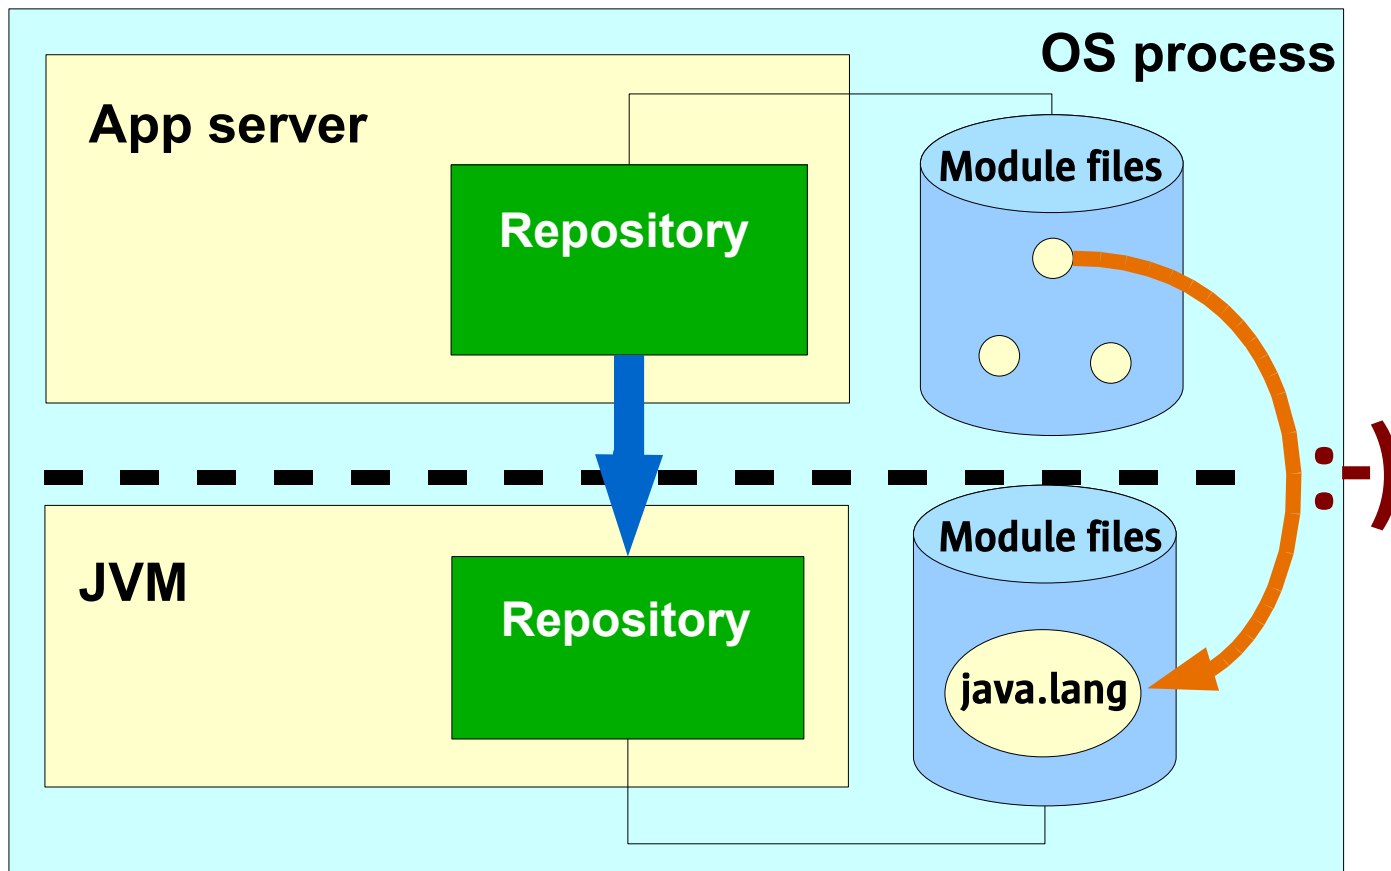 OS process
App server
Module files
Repository
:-)
JVM
Module files
Repository
java.lang